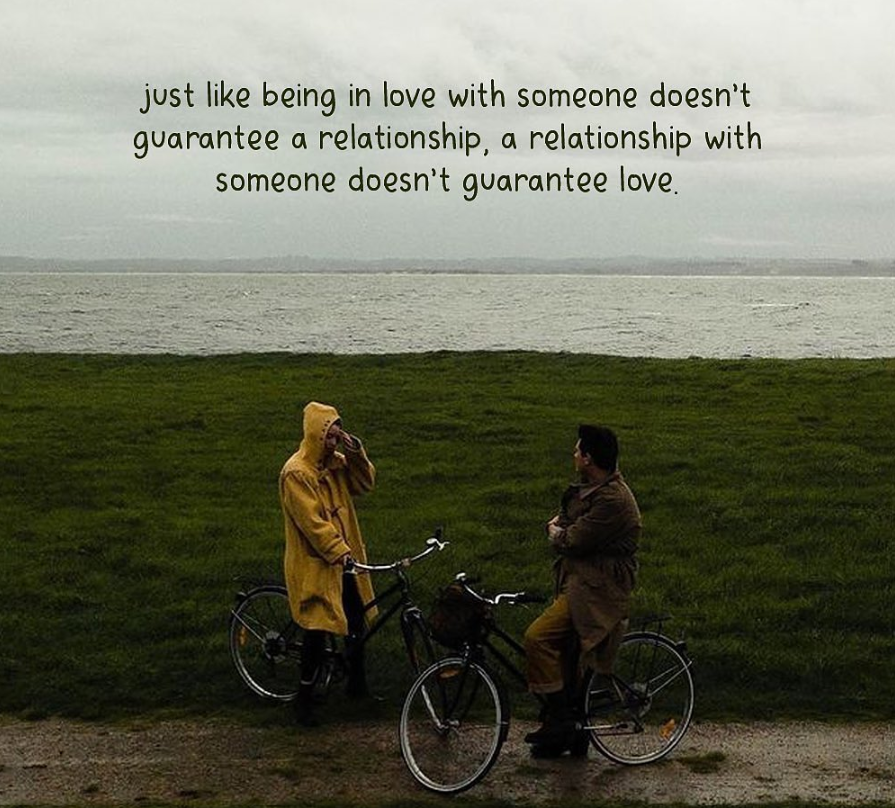 just like being in love with someone doesn't
guarantee a relationship, a relationship with
someone doesn't guarantee love.